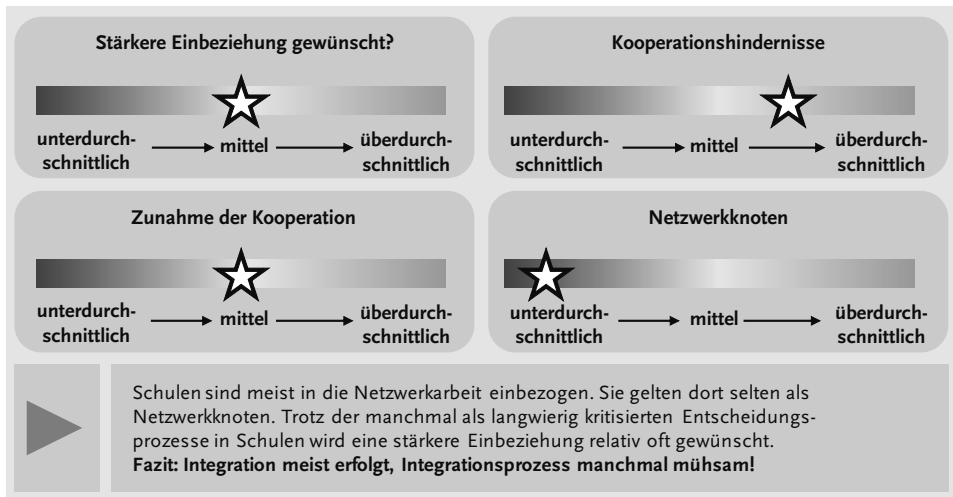 Stärkere Einbeziehung gewünscht?
unterdurch-
schnittlich
mittel
überdurch-
schnittlich
Kooperationshindernisse
unterdurch-
schnittlich
mittel
überdurch-
schnittlich
Zunahme der Kooperation
unterdurch-
schnittlich
mittel
überdurch-
schnittlich
Netzwerkknoten
unterdurch-
schnittlich
mittel
überdurch-
schnittlich
Schulen sind meist in die Netzwerkarbeit einbezogen. Sie gelten dort selten als
Netzwerkknoten. Trotz der manchmal als langwierig kritisierten Entscheidungs-
prozesse in Schulen wird eine stärkere Einbeziehung relativ oft gewünscht.
Fazit: Integration meist erfolgt, Integrationsprozess manchmal mühsam!